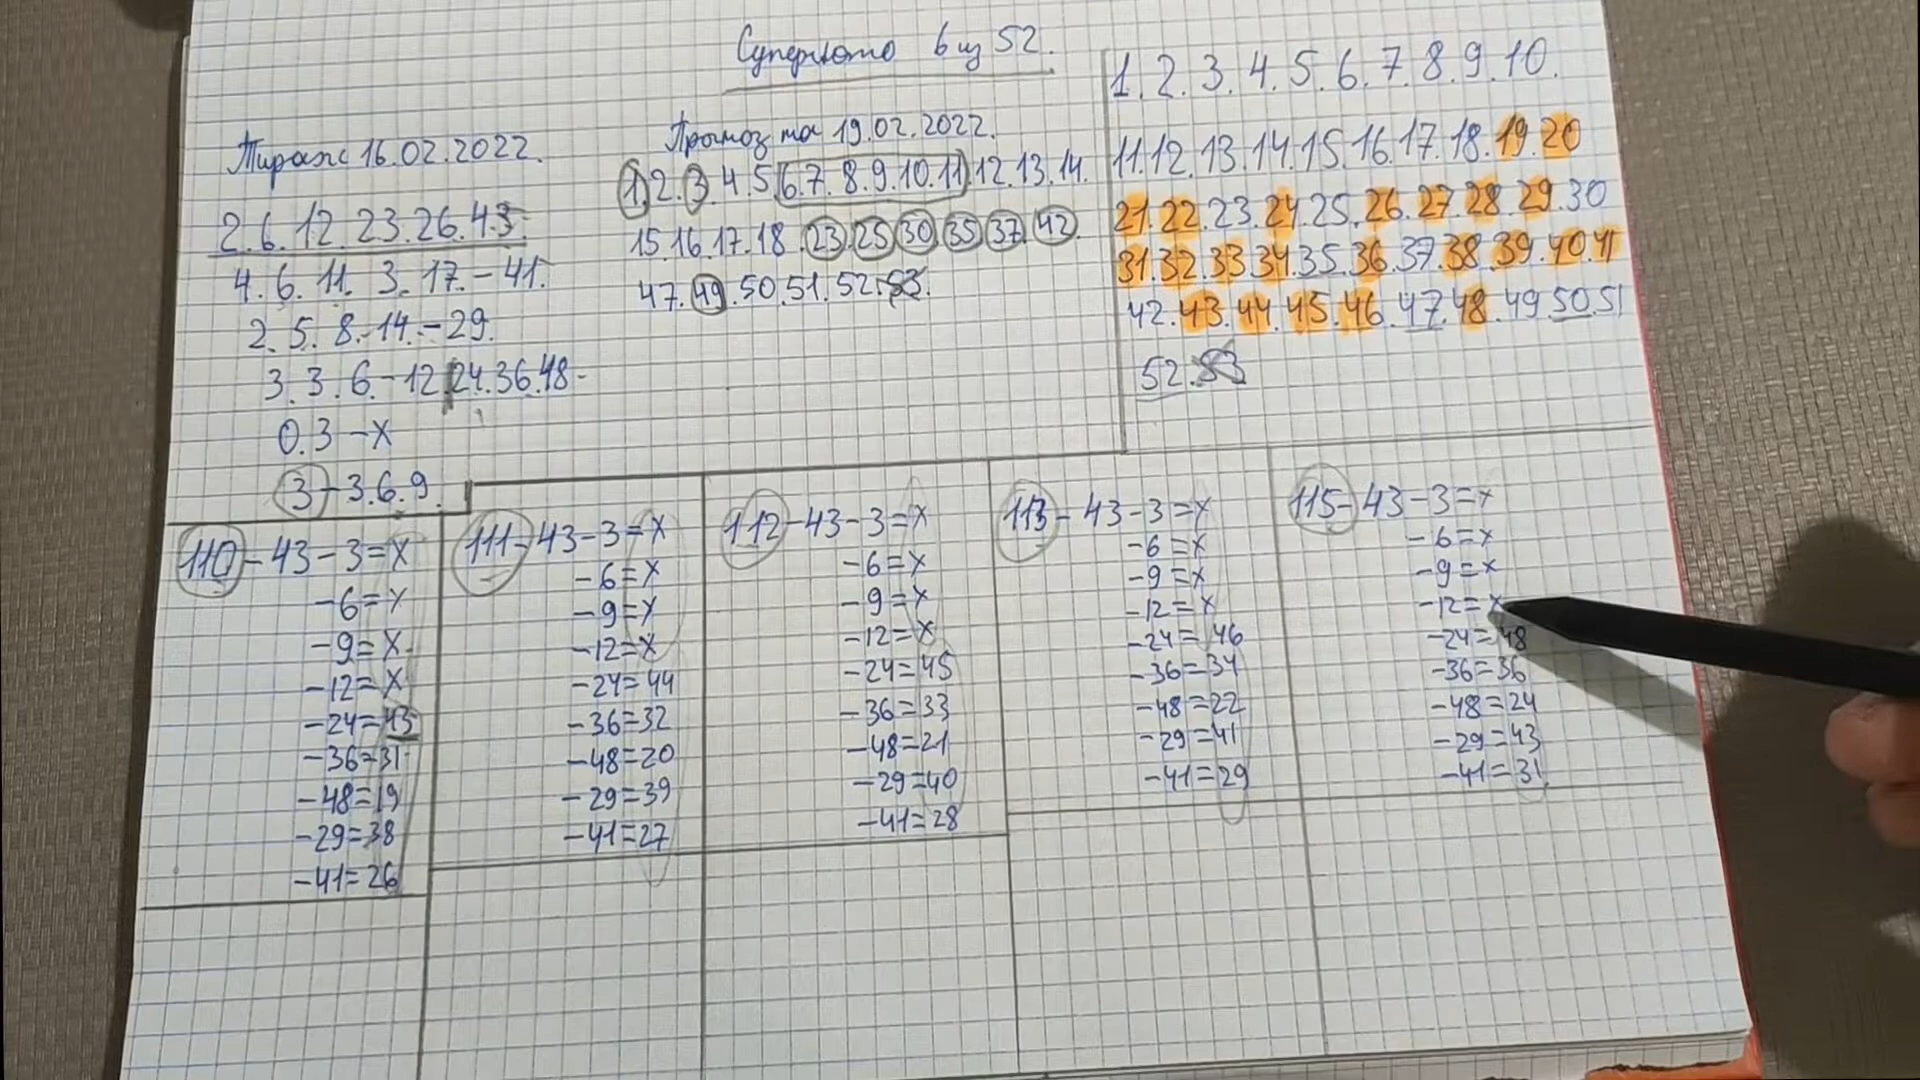 Суперлото 6 из 52.
Тираж 16.02.2022.
2.6.12.23.26.43.
4.6.11.3.17.-41.
2.5.8.-14.-29.
3.3.6-12 24.36.48-
0.3-х
3-3.6.9.
Прогноз на 19.02.2022.
1.2.3.4.5 6.7.8.9.10.11.12.13.14.
15.16.17.18.23.25.30.35.37.42.
47.49.50.51.52.53.
1.2.3.4.5.6.7.8.9.10.
11.12.13.14.15.16.17.18.19.20
21.22.23.24.25.26.27.28.29.30
31.32.33.34.35.36.37.38.39.40.41
42.43.44.45.46.47.48.49.50.51
52.53
110-43-3=х
-6=х
-9=х
-12=х
-24=43
-36=31
-48=19
-29=38
-41=26
111-43-3=х
-6=х
-9=х
-12=х
-24=44
-36=32
-48=20
-29=39
-41=27
112-43-3=х
-6=х
-9=х
-12=х
-24=45
-36=33
-48=21
-29=40
-41=28
113-43-3=х
-6=х
-9=х
-12=х
-24=46
-36=34
-48=22
-29=41
-41=29
115-43-3=х
-6=х
-9=х
-12=х
-24=48
-36=36
-48=24
-29=43
-41=31